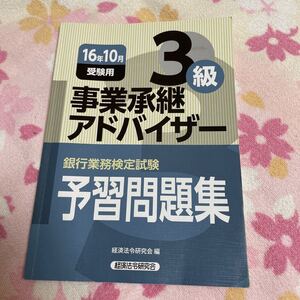 16年10月
受験用
3級
事業承継
アドバイザー
銀行業務検定試験
予習問題集
経済法令研究会 編
経済法令研究会